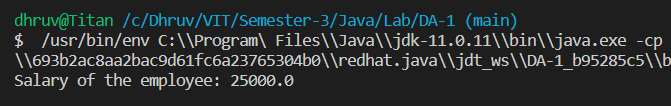 dhruv@Titan /c/Dhruv/VIT/Semester-3/Java/Lab/DA-1 (main)
$  /usr/bin/env C:\\Program\ Files\\Java\\jdk-11.0.11\\bin\\java.exe -cp
\\693b2ac8aa2bac9d61fc6a23765304b0\\redhat.java\\jdt_ws\\DA-1_b95285c5\\b
Salary of the employee: 25000.0